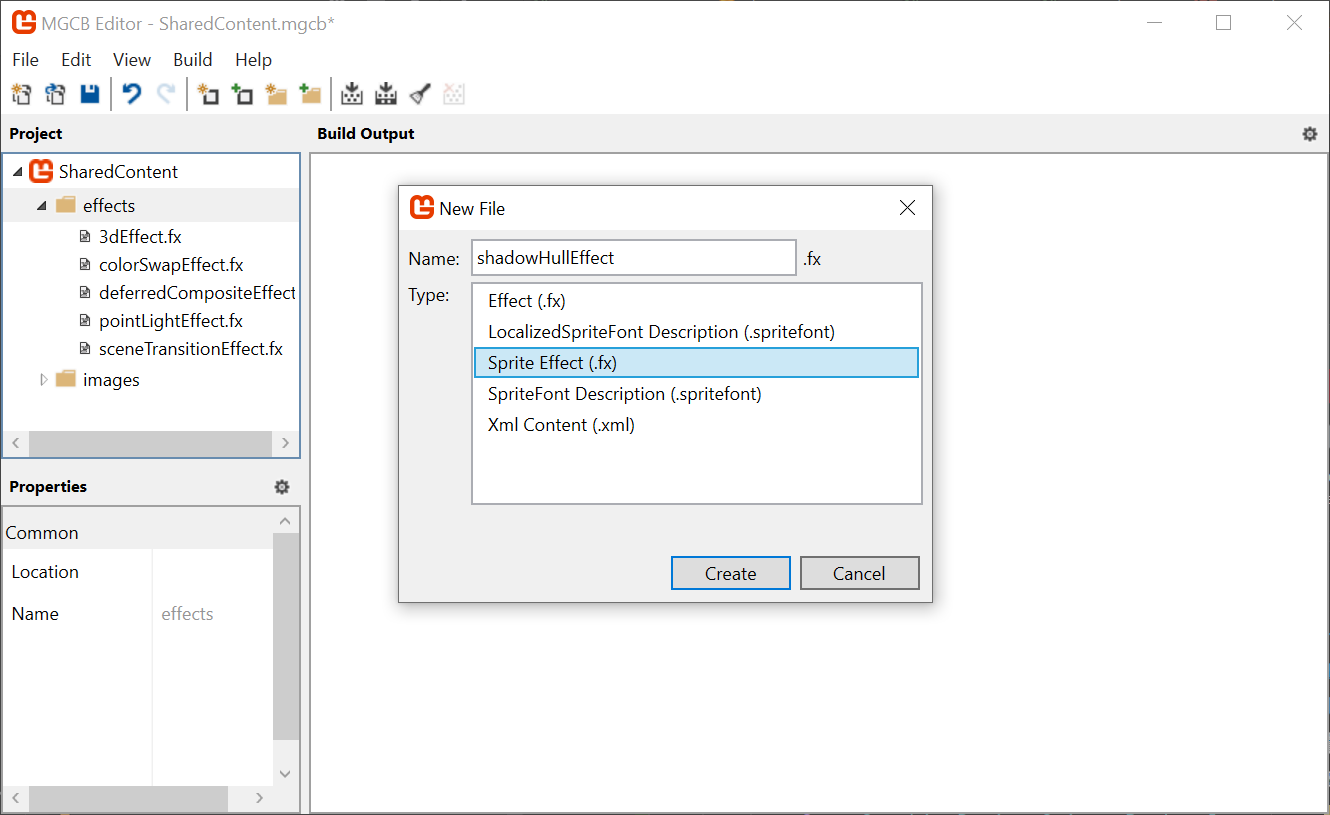 MGCB Editor - SharedContent.mgcb*
File Edit View Build Help
Project
SharedContent
effects
3dEffect.fx
colorSwapEffect.fx
deferredCompositeEffect
pointLightEffect.fx
sceneTransitionEffect.fx
images
Properties
Common
Location
Name effects
Build Output
New File
Name: shadowHullEffect .fx
Type:
Effect (.fx)
LocalizedSpriteFont Description (.spritefont)
Sprite Effect (.fx)
SpriteFont Description (.spritefont)
Xml Content (.xml)
Create Cancel